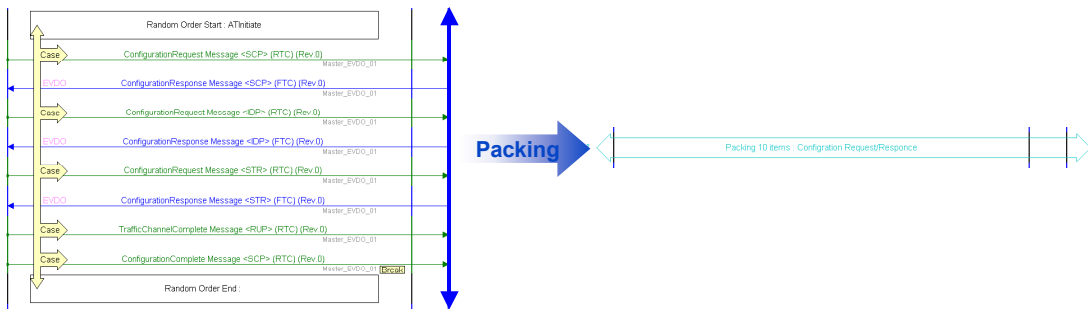 Random Order Start : ATInitiate
Case
ConfigurationRequest Message <SCP> (RTC) (Rev.0)
Master_EVDO_01
EVDO
ConfigurationResponse Message <SCP> (FTC) (Rev.0)
Master_EVDO_01
Case
ConfigurationRequest Message <IDP> (RTC) (Rev.0)
Master_EVDO_01
EVDO
ConfigurationResponse Message <IDP> (FTC) (Rev.0)
Master_EVDO_01
Case
ConfigurationRequest Message <STR> (RTC) (Rev.0)
Master_EVDO_01
EVDO
ConfigurationResponse Message <STR> (FTC) (Rev.0)
Master_EVDO_01
Case
TrafficChannelComplete Message <RUP> (RTC) (Rev.0)
Master_EVDO_01
Case
ConfigurationComplete Message <SCP> (RTC) (Rev.0)
Master_EVDO_01 Break
Random Order End :
Packing
Packing 10 items : Configration Request/Responce